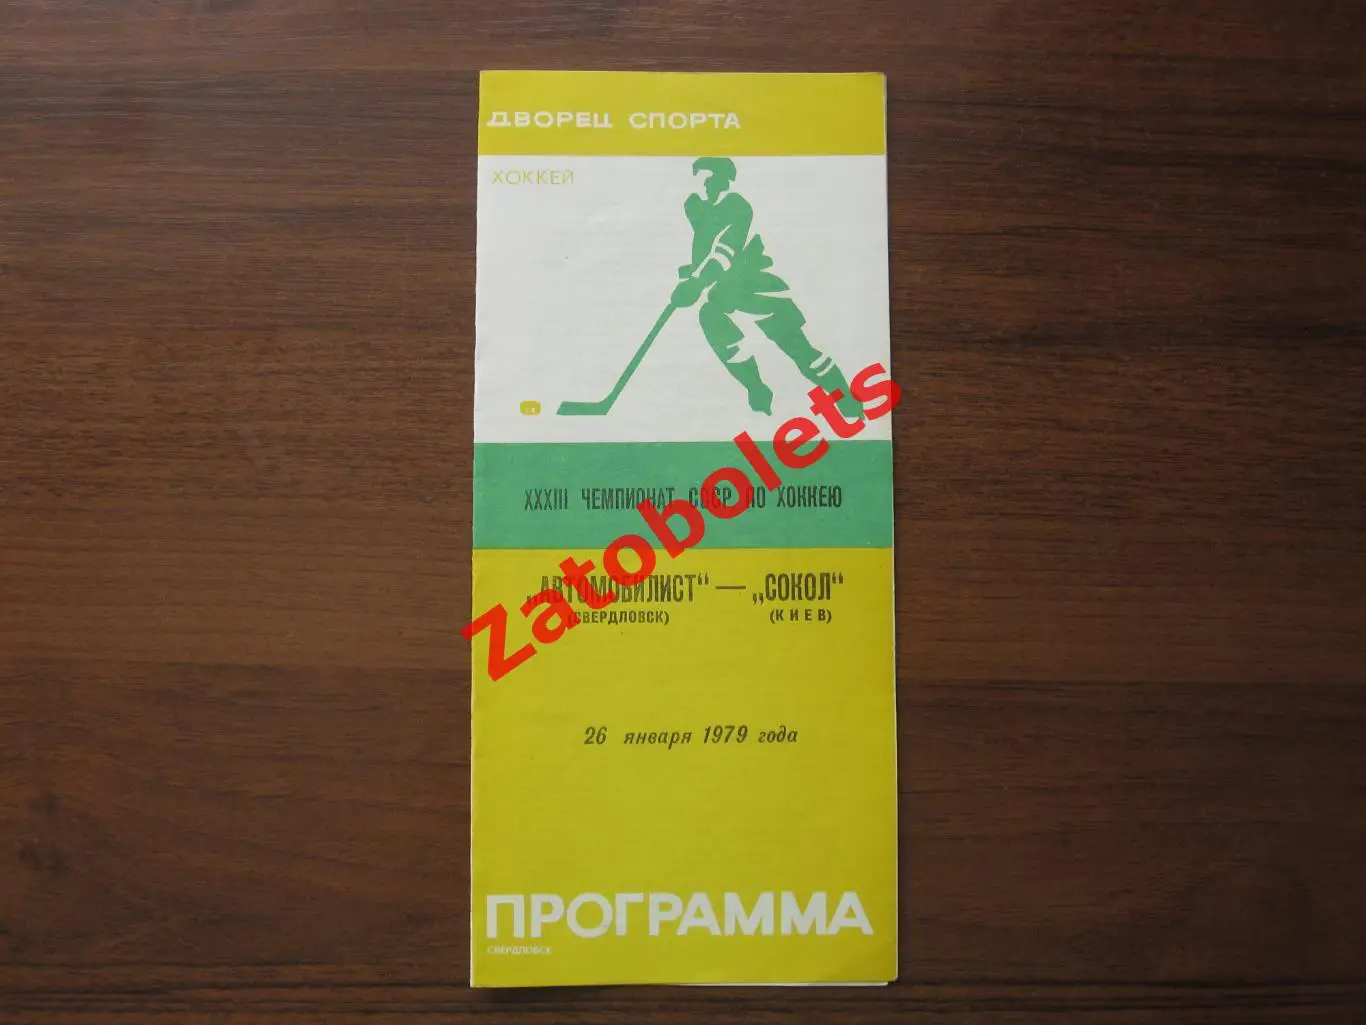 ДВОРЕЦ СПОРТА
ХОККЕЙ
XXXIII ЧЕМПИОНАТ СССР ПО ХОККЕЮ
„АВТОМОБИЛИСТ“ — „СОКОЛ“
(СВЕРДЛОВСК) (КИЕВ)
26 января 1979 года
ПРОГРАММА
СВЕРДЛОВСК
Zatobolets